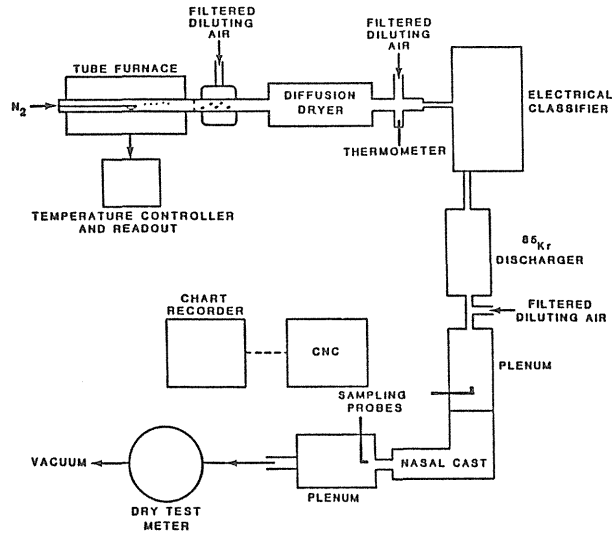 FILTERED
DILUTING
AIR
FILTERED
DILUTING
AIR
TUBE FURNACE
N2
DIFFUSION
DRYER
ELECTRICAL
CLASSIFIER
THERMOMETER
TEMPERATURE CONTROLLER
AND READOUT
85Kr
DISCHARGER
CHART
RECORDER
CNC
FILTERED
DILUTING AIR
PLENUM
SAMPLING
PROBES
VACUUM
NASAL CAST
PLENUM
DRY TEST
METER